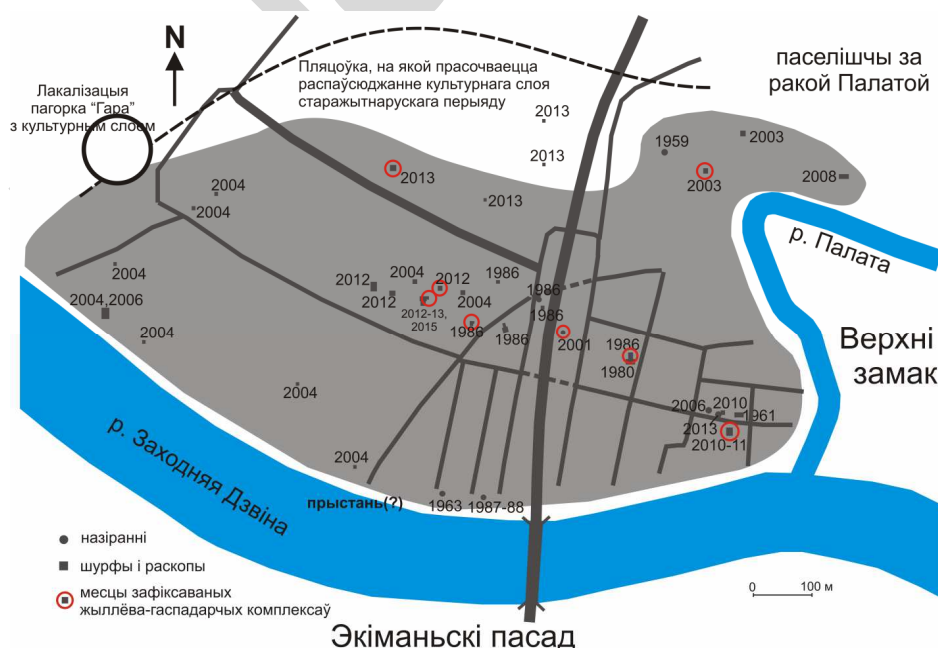 N
Лакалізацыя
пагорка “Гара”
з культурным слоем
Пляцоўка, на якой прасочваецца
распаўсюджанне культурнага слоя
старажытнарускага перыяду
паселішчы за
ракой Палатой
2013
2013
1959
2003
2003
2008
2013
2013
2004
2004
р. Палата
2004
2004,2006
2004
2012
2004
2012
1986
2012
2004
2012-13,
2015
1986
1986
1986
1986
2001
1986
1980
Верхні
замак
2004
2006
2010
1961
2013
2010-11
2004
р. Заходняя Дзвіна
прыстань(?)
1963
1987-88
назіранні
шурфы і раскопы
месцы зафіксаваных
жыллёва-гаспадарчых комплексаў
0 100 м
Экіманьскі пасад